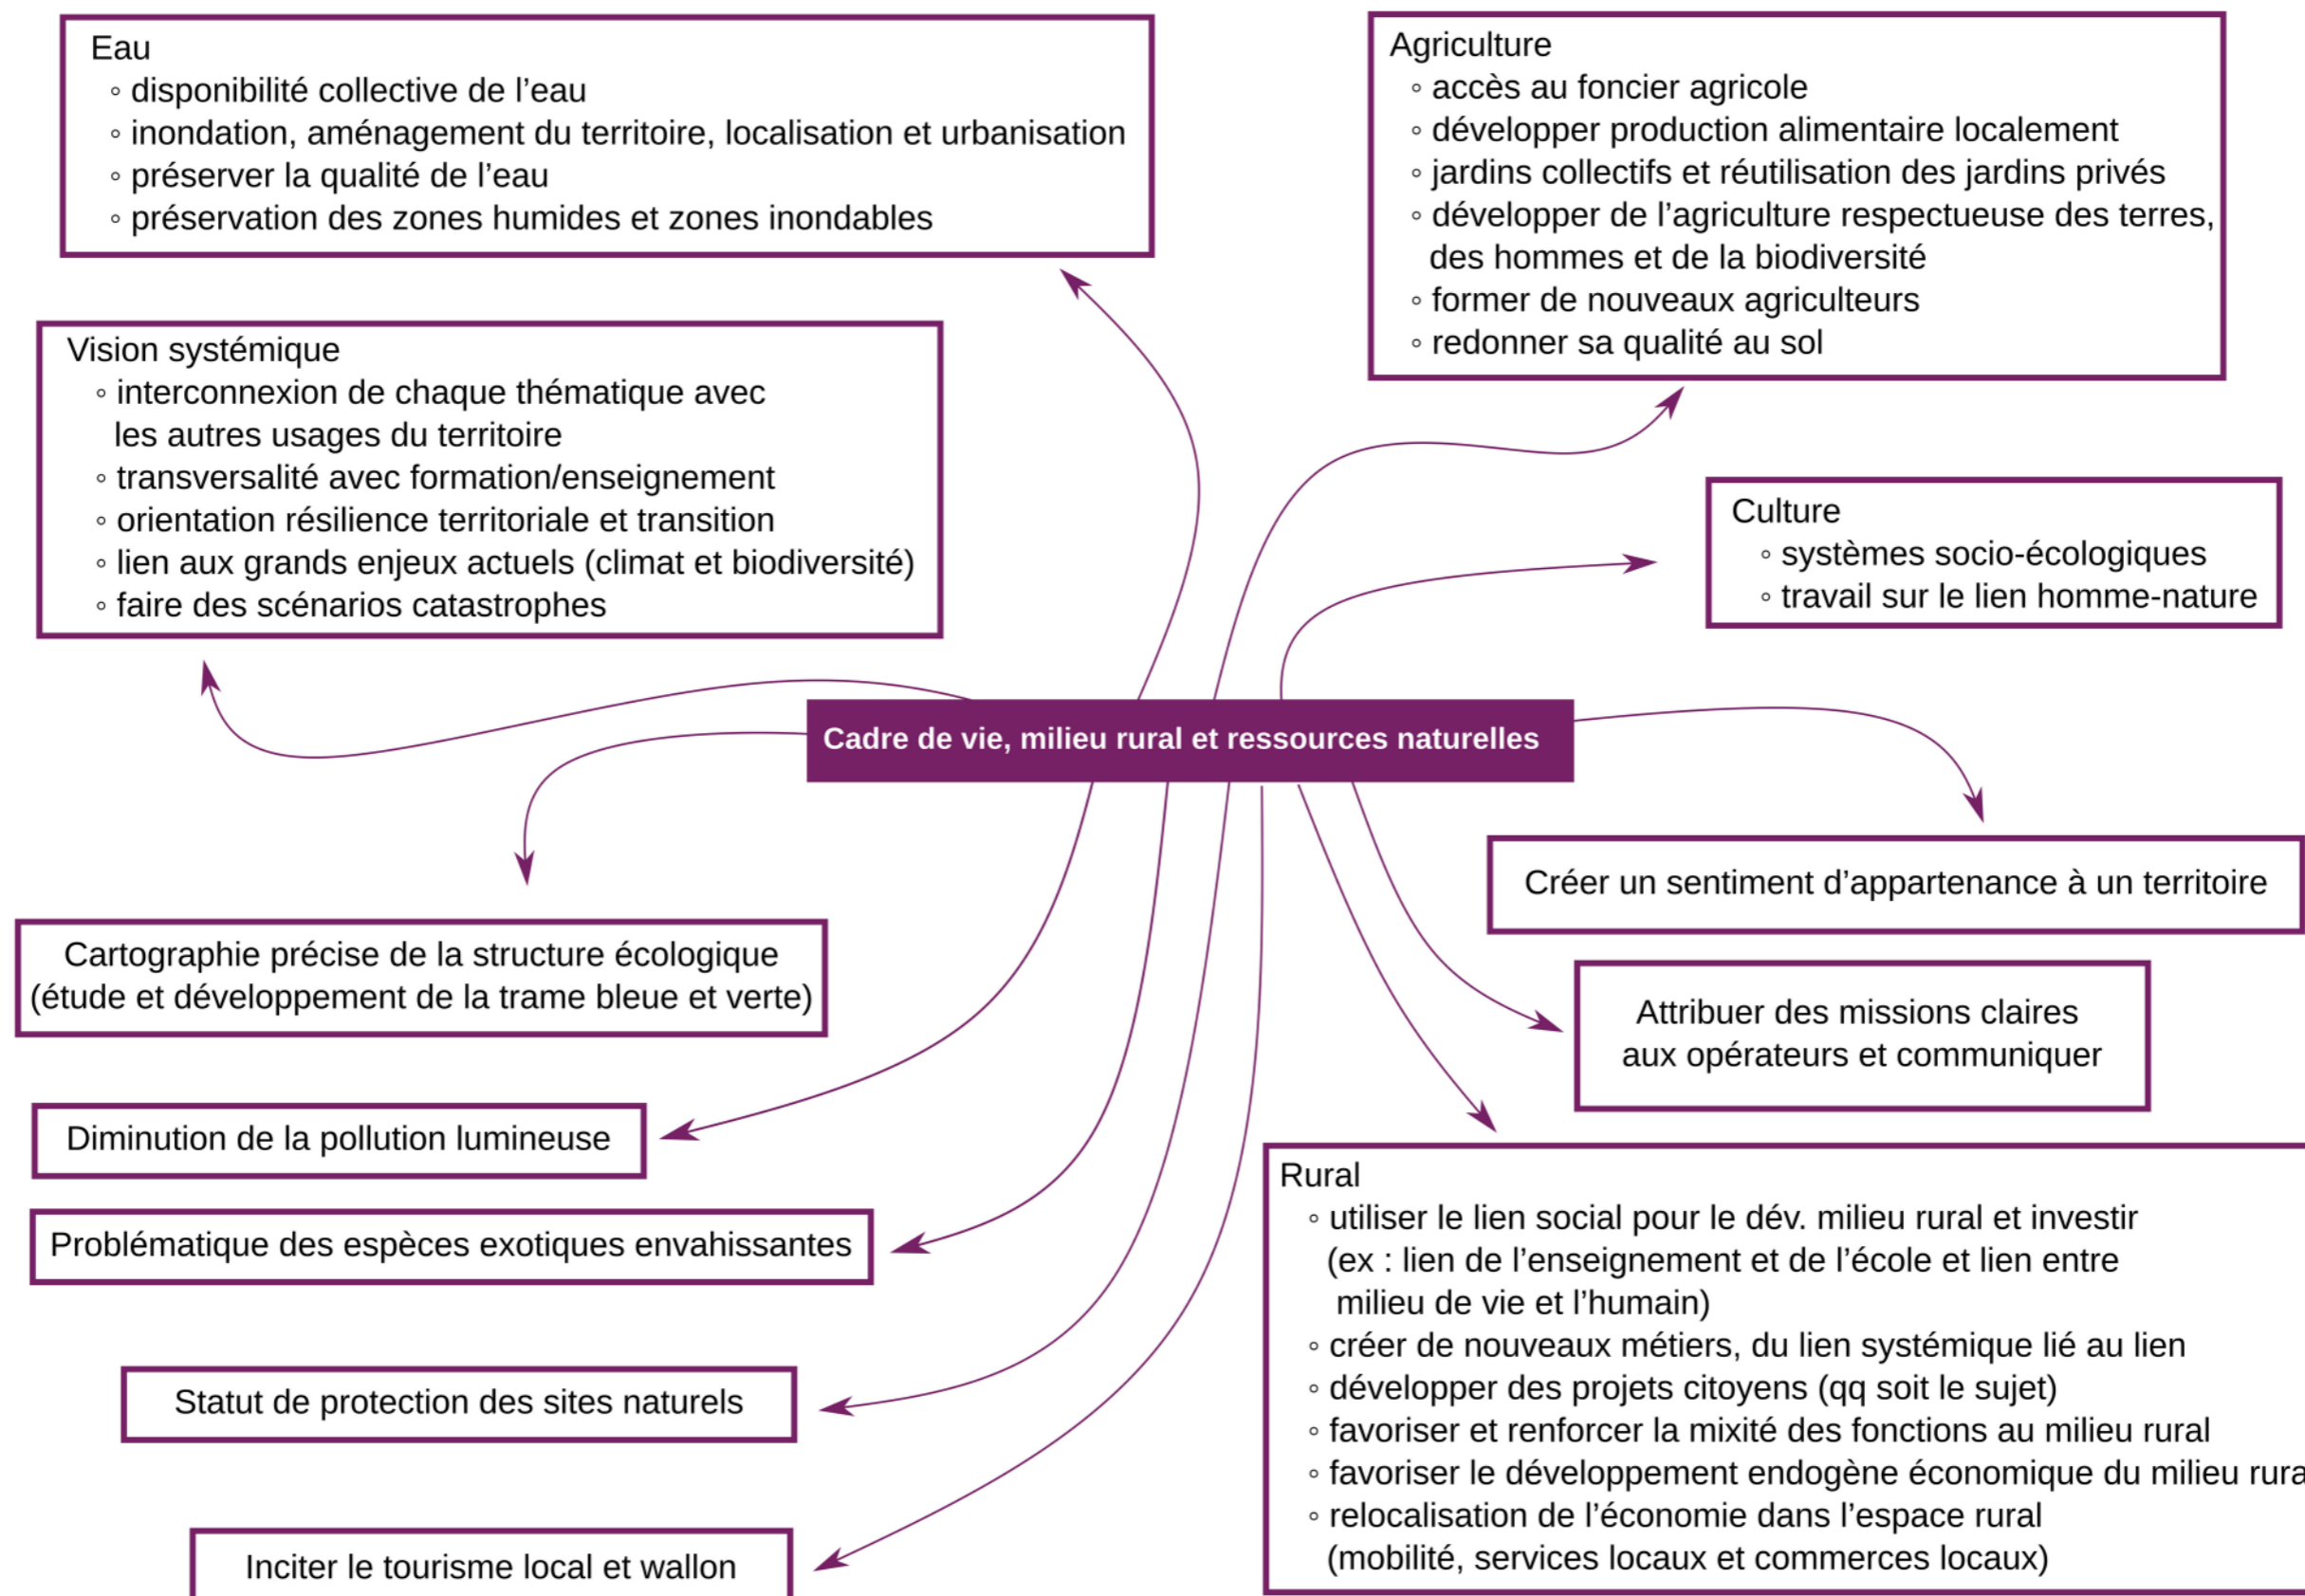 Eau
◦ disponibilité collective de l’eau
◦ inondation, aménagement du territoire, localisation et urbanisation
◦ préserver la qualité de l’eau
◦ préservation des zones humides et zones inondables
Agriculture
◦ accès au foncier agricole
◦ développer production alimentaire localement
◦ jardins collectifs et réutilisation des jardins privés
◦ développer de l’agriculture respectueuse des terres,
des hommes et de la biodiversité
◦ former de nouveaux agriculteurs
◦ redonner sa qualité au sol
Vision systémique
◦ interconnexion de chaque thématique avec
les autres usages du territoire
◦ transversalité avec formation/enseignement
◦ orientation résilience territoriale et transition
◦ lien aux grands enjeux actuels (climat et biodiversité)
◦ faire des scénarios catastrophes
Culture
◦ systèmes socio-écologiques
◦ travail sur le lien homme-nature
Cadre de vie, milieu rural et ressources naturelles
Créer un sentiment d’appartenance à un territoire
Cartographie précise de la structure écologique
(étude et développement de la trame bleue et verte)
Attribuer des missions claires
aux opérateurs et communiquer
Diminution de la pollution lumineuse
Problématique des espèces exotiques envahissantes
Statut de protection des sites naturels
Inciter le tourisme local et wallon
Rural
◦ utiliser le lien social pour le dév. milieu rural et investir
(ex : lien de l’enseignement et de l’école et lien entre
milieu de vie et l’humain)
◦ créer de nouveaux métiers, du lien systémique lié au lien
◦ développer des projets citoyens (qq soit le sujet)
◦ favoriser et renforcer la mixité des fonctions au milieu rural
◦ favoriser le développement endogène économique du milieu rura
◦ relocalisation de l’économie dans l’espace rural
(mobilité, services locaux et commerces locaux)